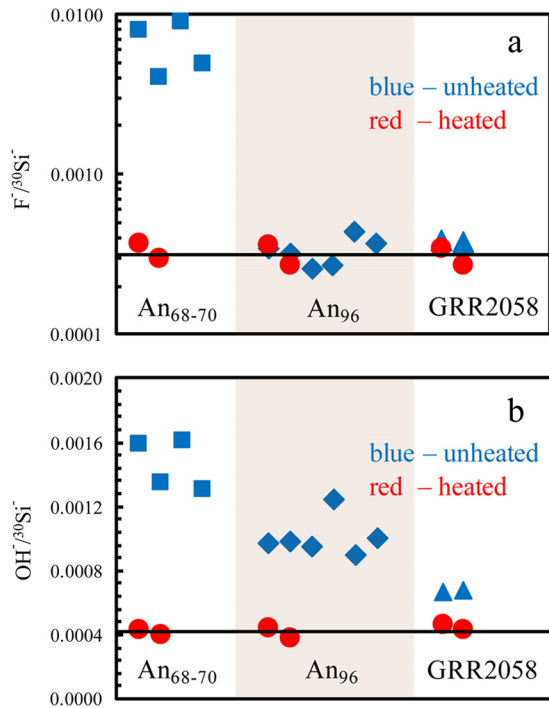 0.0100
a
blue – unheated
red – heated
0.0010
F⁻/³⁰Si⁻
An₆₈₋₇₀
An₉₆
GRR2058
0.0001
0.0020
b
0.0016
blue – unheated
red – heated
0.0012
OH⁻/³⁰Si⁻
0.0008
0.0004
An₆₈₋₇₀
An₉₆
GRR2058
0.0000